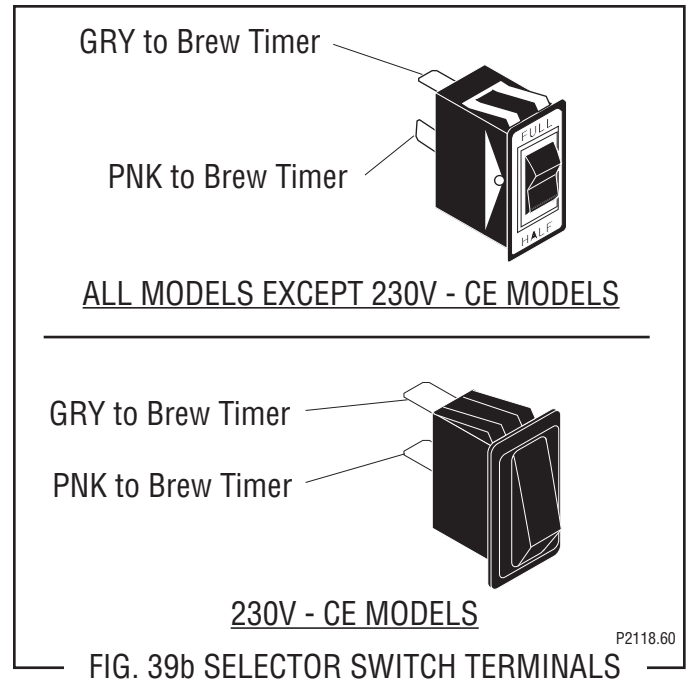 GRY to Brew Timer
PNK to Brew Timer
FULL
HALF
ALL MODELS EXCEPT 230V - CE MODELS
GRY to Brew Timer
PNK to Brew Timer
230V - CE MODELS
P2118.60
FIG. 39b SELECTOR SWITCH TERMINALS